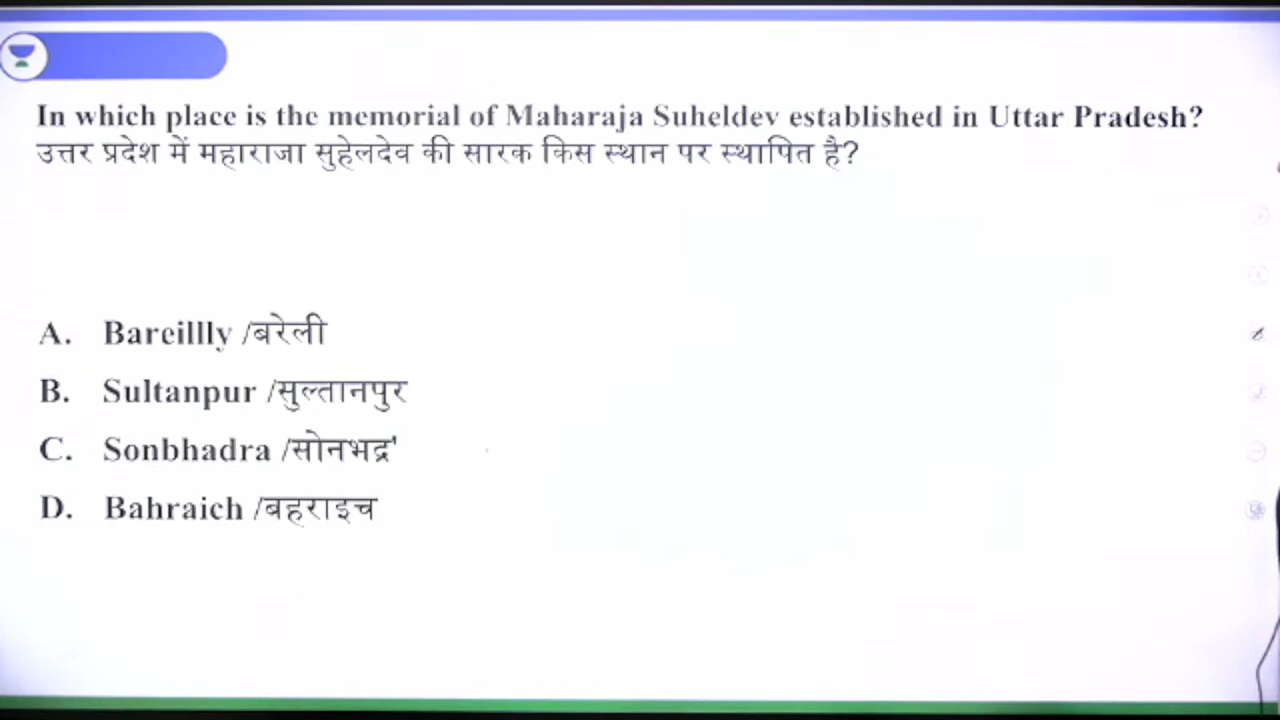 In which place is the memorial of Maharaja Suheldev established in Uttar Pradesh?
उत्तर प्रदेश में महाराजा सुहेलदेव की सारक किस स्थान पर स्थापित है?
A. Bareillly /बरेली
B. Sultanpur /सुल्तानपुर
C. Sonbhadra /सोनभद्र'
D. Bahraich /बहराइच